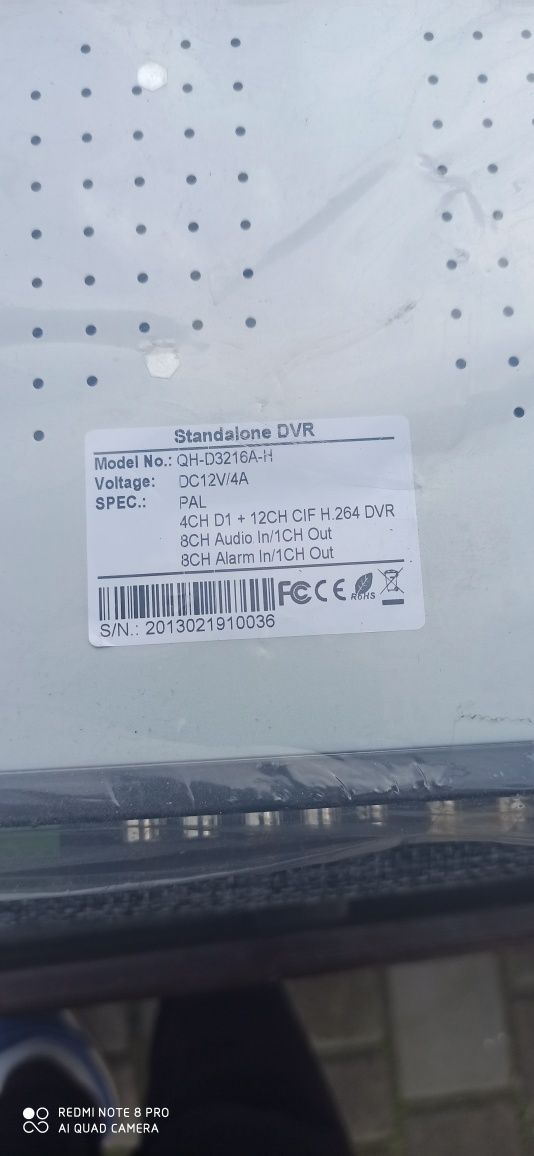 Standalone DVR
Model No.: QH-D3216A-H
Voltage: DC12V/4A
SPEC.: PAL
4CH D1 + 12CH CIF H.264 DVR
8CH Audio In/1CH Out
8CH Alarm In/1CH Out
FC CE RoHS
S/N.: 2013021910036
REDMI NOTE 8 PRO
AI QUAD CAMERA